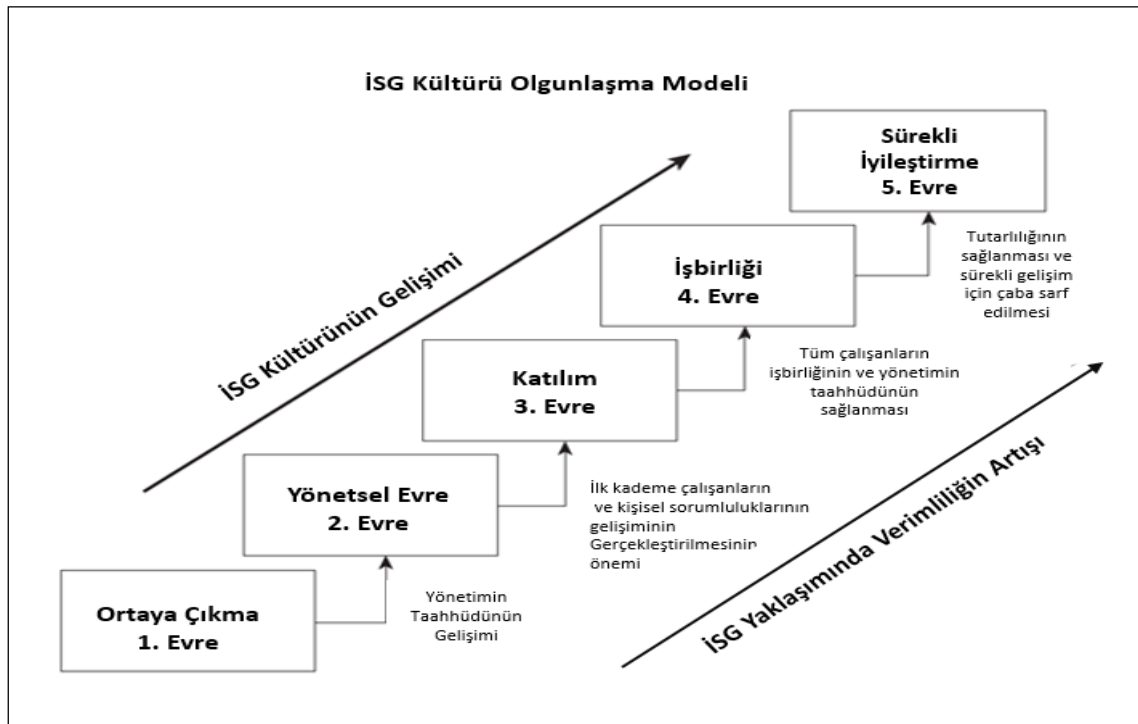 İSG Kültürü Olgunlaşma Modeli
Sürekli
İyileştirme
5. Evre
Tutarlılığının
sağlanması ve
sürekli gelişim
için çaba sarf
edilmesi
İşbirliği
4. Evre
Tüm çalışanların
işbirliğinin ve yönetimin
taahhüdünün
sağlanması
İSG Kültürünün Gelişimi
Katılım
3. Evre
İlk kademe çalışanların
ve kişisel sorumluluklarının
gelişiminin
Gerçekleştirilmesinin
önemi
Yönetsel Evre
2. Evre
Yönetimin
Taahhüdünün
Gelişimi
Ortaya Çıkma
1. Evre
İSG Yaklaşımında Verimliliğin Artışı